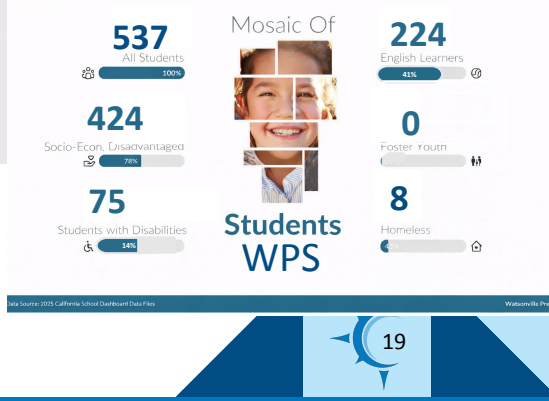 Mosaic Of
537
All Students
100%
424
Socio-Econ. Disadvantaged
78%
75
Students with Disabilities
14%
224
English Learners
41%
0
Foster Youth
8
Homeless
Students
WPS
Data Source: 2025 California School Dashboard Data Files
Watsonville
19